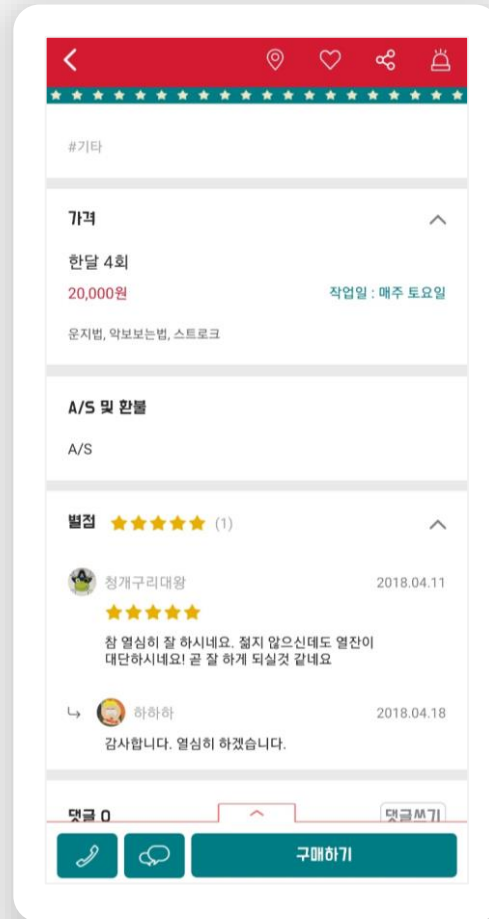 #기타
가격
한달 4회
20,000원 작업일 : 매주 토요일
운지법, 악보보는법, 스트로크
A/S 및 환불
A/S
별점 (1)
청개구리대왕 2018.04.11
참 열심히 잘 하시네요. 젊지 않으신데도 열잔이
대단하시네요! 곧 잘 하게 되실것 같네요
하하하 2018.04.18
감사합니다. 열심히 하겠습니다.
댓글 0 댓글쓰기
구매하기